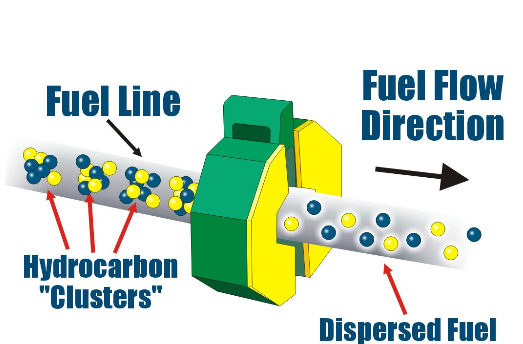 Fuel Line
Fuel Flow
Direction
Hydrocarbon
"Clusters"
Dispersed Fuel